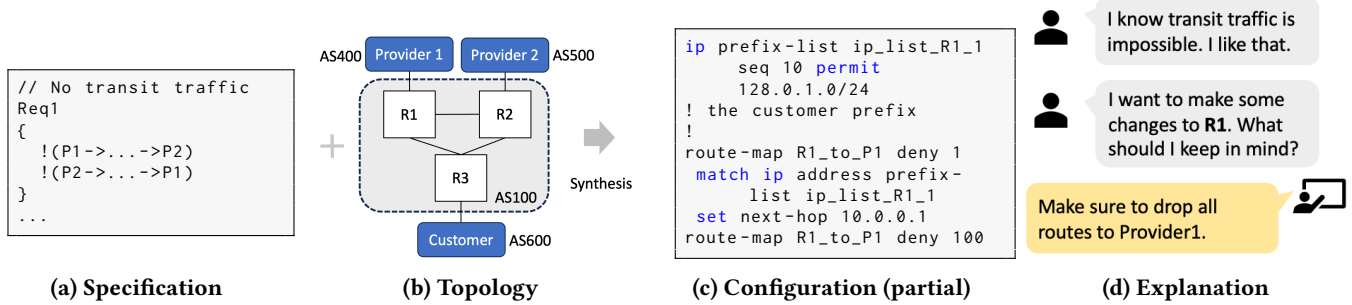 // No transit traffic
Req1
{
!(P1->...->P2)
!(P2->...->P1)
}
...
(a) Specification
+
AS400
Provider 1
Provider 2
AS500
R1
R2
R3
AS100
Customer
AS600
Synthesis
(b) Topology
ip prefix-list ip_list_R1_1
seq 10 permit
128.0.1.0/24
! the customer prefix
!
route-map R1_to_P1 deny 1
match ip address prefix-
list ip_list_R1_1
set next-hop 10.0.0.1
route-map R1_to_P1 deny 100
(c) Configuration (partial)
I know transit traffic is
impossible. I like that.
I want to make some
changes to R1. What
should I keep in mind?
Make sure to drop all
routes to Provider1.
(d) Explanation